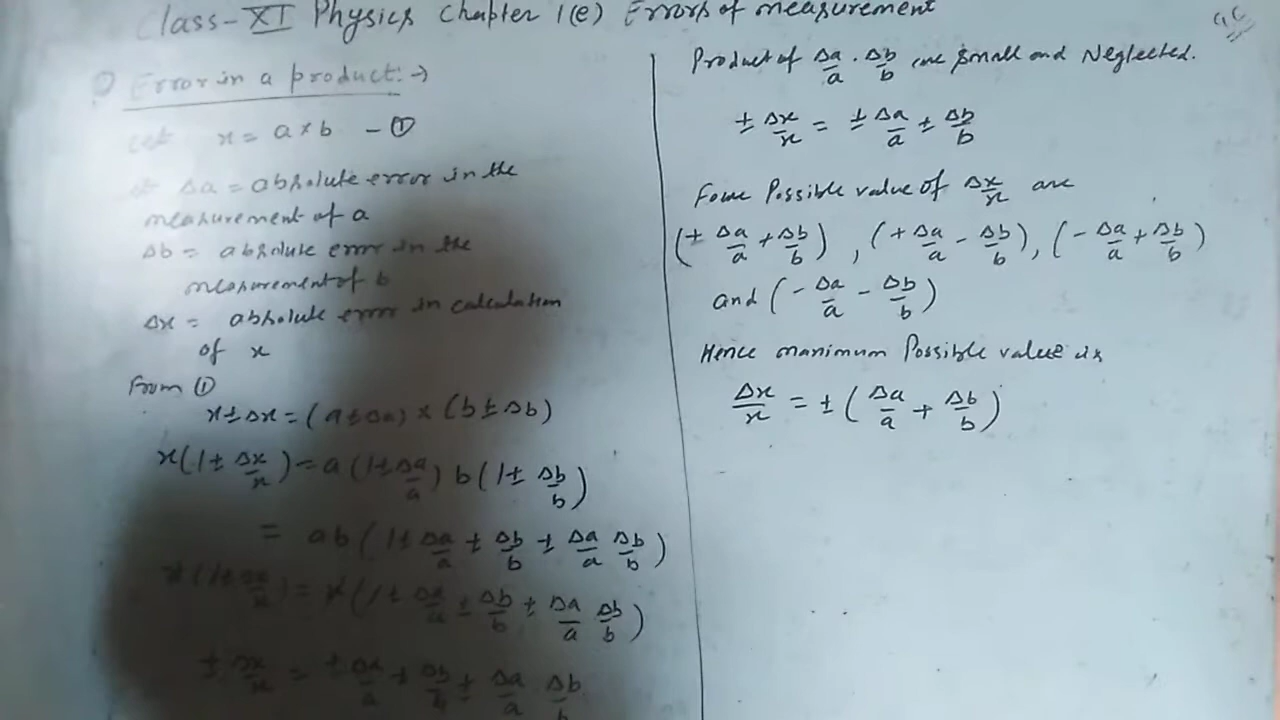 Class-XI Physics Chapter 1(e) Errors of measurement
Error in a product:→
Let x = a × b - ①
Δa = absolute error in the
measurement of a
Δb = absolute error in the
measurement of b
Δx = absolute error in calculation
of x
From ①
x ± Δx = (a ± Δa) × (b ± Δb)
x(1 ± Δx/x) = a(1 ± Δa/a) b(1 ± Δb/b)
= ab(1 ± Δa/a ± Δb/b ± Δa/a Δb/b)
x(1 ± Δx/x) = x(1 ± Δa/a ± Δb/b ± Δa/a Δb/b)
± Δx/x = ± Δa/a ± Δb/b ± Δa/a Δb/b
Product of Δa/a . Δb/b are small and Neglected.
± Δx/x = ± Δa/a ± Δb/b
Four Possible value of Δx/x are
(+ Δa/a + Δb/b), (+ Δa/a - Δb/b), (- Δa/a + Δb/b)
and (- Δa/a - Δb/b)
Hence maximum Possible value is
Δx/x = ± (Δa/a + Δb/b)